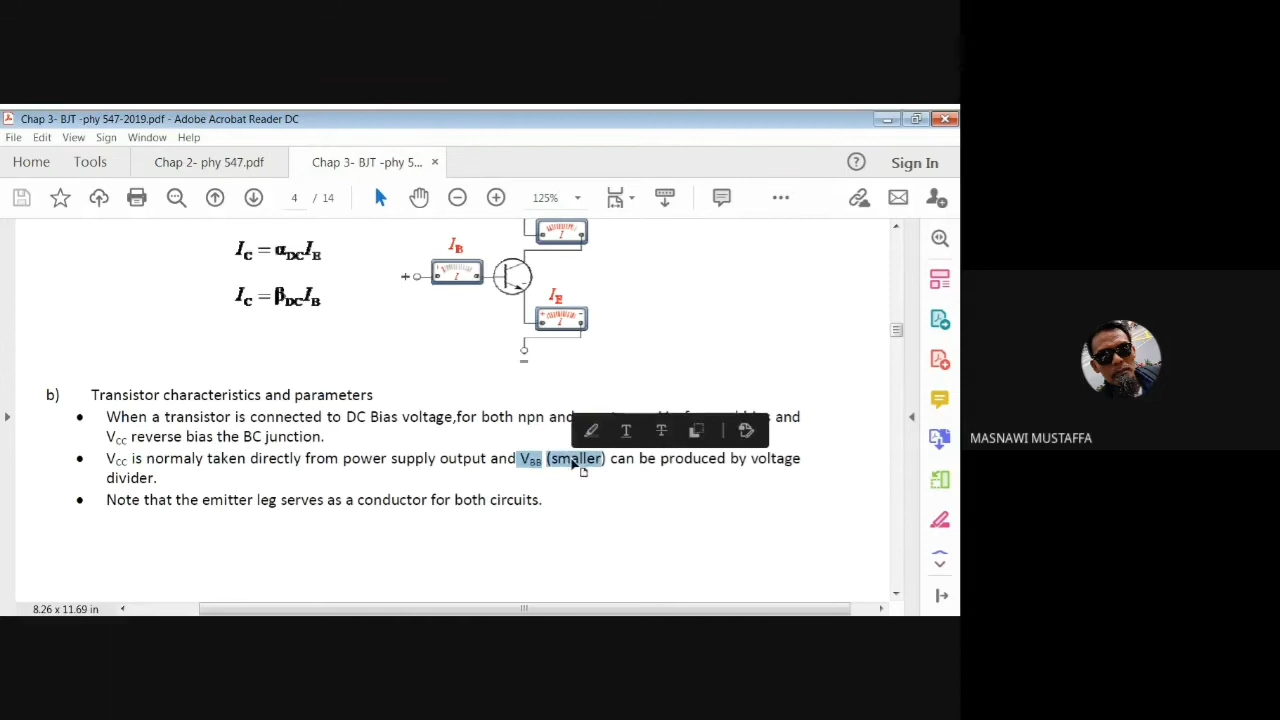 Chap 3- BJT -phy 547-2019.pdf - Adobe Acrobat Reader DC
File Edit View Sign Window Help
Home Tools Chap 2- phy 547.pdf Chap 3- BJT -phy 5... × ? Sign In
4 / 14 125%
IC = αDCIE
IC = βDCIB
IB
I
I
IE
I
b) Transistor characteristics and parameters
• When a transistor is connected to DC Bias voltage,for both npn and and
VCC reverse bias the BC junction.
• VCC is normaly taken directly from power supply output and VBB (smaller) can be produced by voltage
divider.
• Note that the emitter leg serves as a conductor for both circuits.
8.26 x 11.69 in
MASNAWI MUSTAFFA